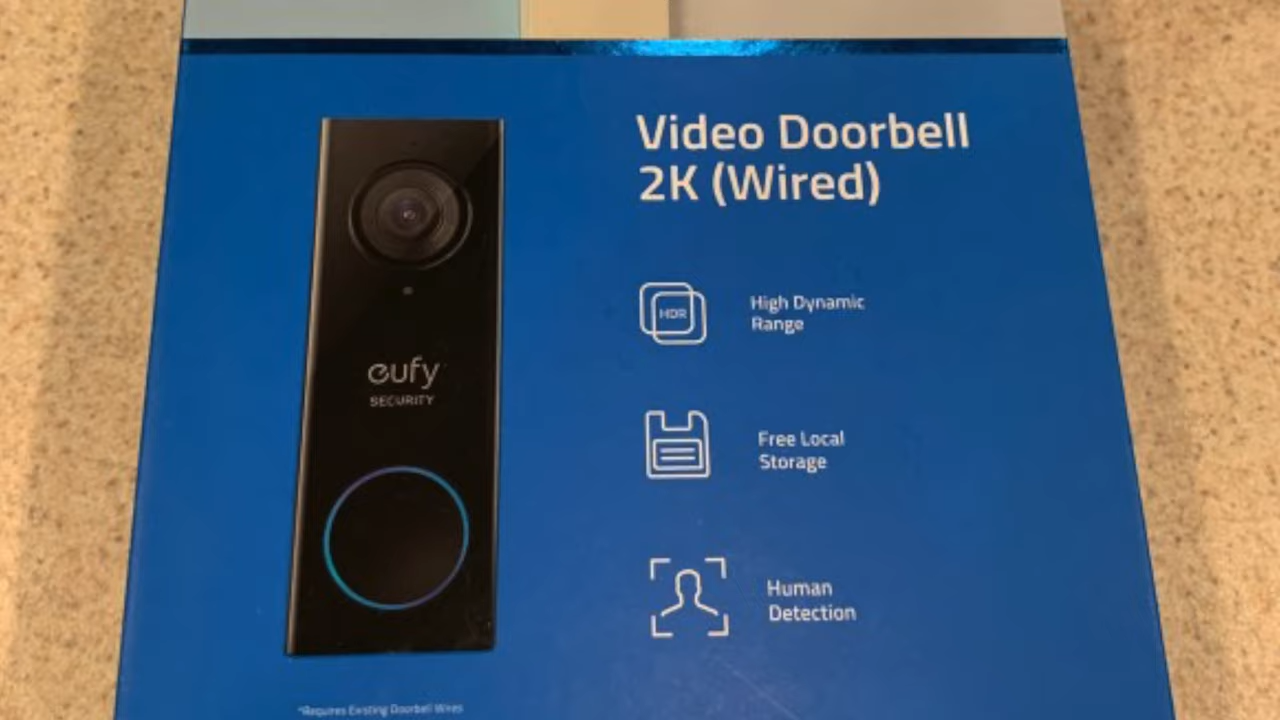 Video Doorbell
2K (Wired)
HDR
High Dynamic
Range
eufy
SECURITY
Free Local
Storage
Human
Detection
*Requires Existing Doorbell Wires